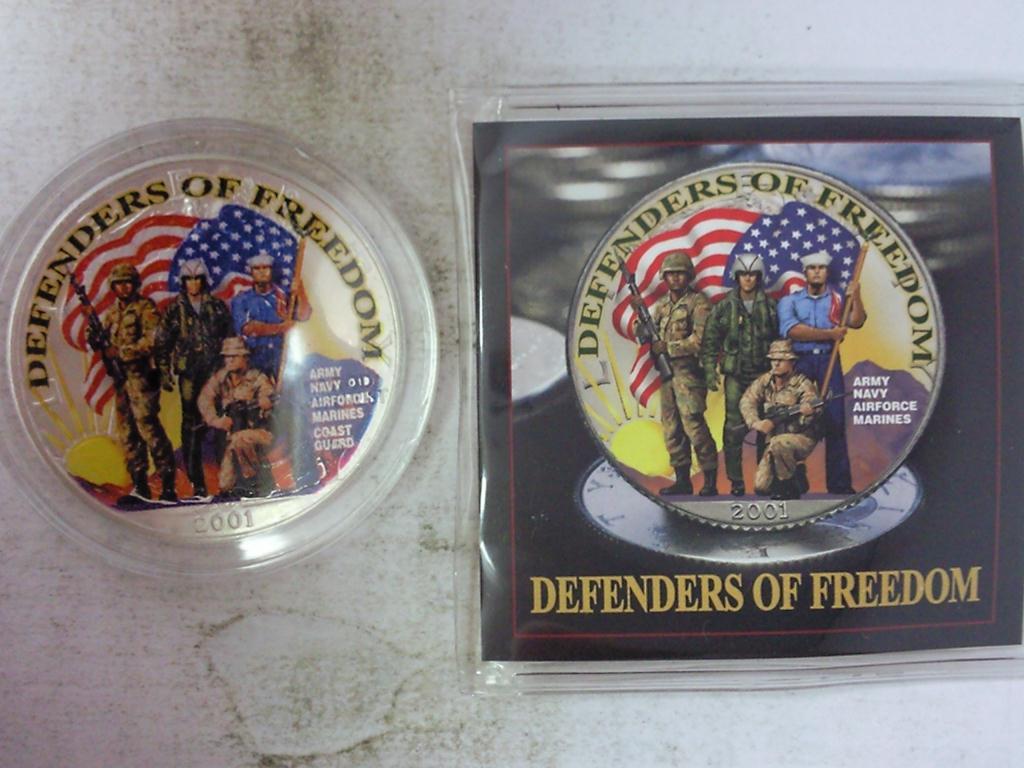 DEFENDERS OF FREEDOM
ARMY
NAVY
AIRFORCE
MARINES
COAST
GUARD
2001
DEFENDERS OF FREEDOM
ARMY
NAVY
AIRFORCE
MARINES
2001
DEFENDERS OF FREEDOM